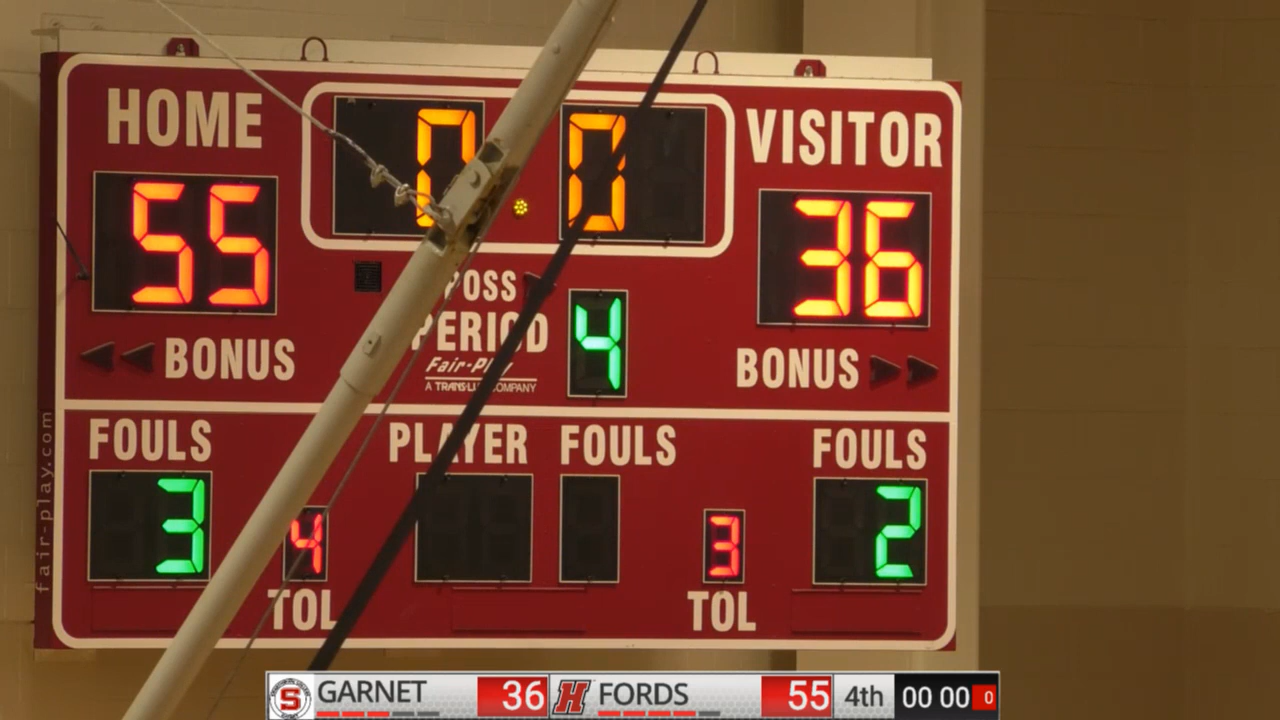 HOME
0 0
VISITOR
55
36
POSS
PERIOD
4
Fair-Play
A TRANS-LUX COMPANY
BONUS
BONUS
FOULS
PLAYER FOULS
FOULS
3
4
3
2
TOL
TOL
fair-play.com
S GARNET 36 H FORDS 55 4th 00 00 0